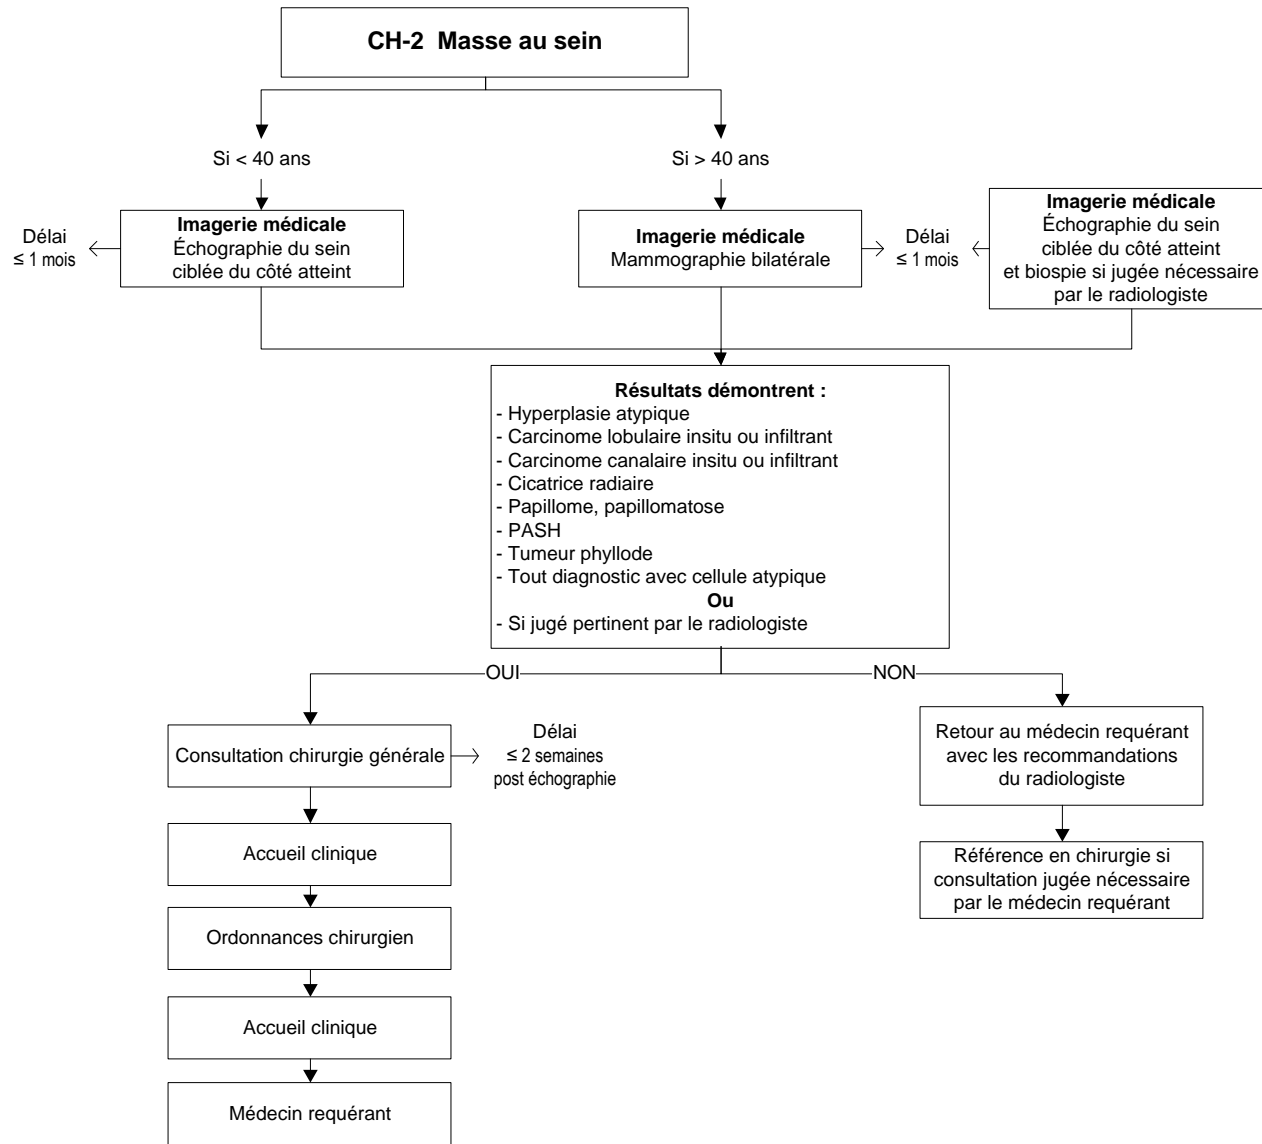 CH-2 Masse au sein
Si < 40 ans
Si > 40 ans
Délai
≤ 1 mois
Imagerie médicale
Échographie du sein
ciblée du côté atteint
Imagerie médicale
Mammographie bilatérale
Délai
≤ 1 mois
Imagerie médicale
Échographie du sein
ciblée du côté atteint
et biospie si jugée nécessaire
par le radiologiste
Résultats démontrent :
- Hyperplasie atypique
- Carcinome lobulaire insitu ou infiltrant
- Carcinome canalaire insitu ou infiltrant
- Cicatrice radiaire
- Papillome, papillomatose
- PASH
- Tumeur phyllode
- Tout diagnostic avec cellule atypique
Ou
- Si jugé pertinent par le radiologiste
OUI
NON
Consultation chirurgie générale
Délai
≤ 2 semaines
post échographie
Accueil clinique
Ordonnances chirurgien
Accueil clinique
Médecin requérant
Retour au médecin requérant
avec les recommandations
du radiologiste
Référence en chirurgie si
consultation jugée nécessaire
par le médecin requérant